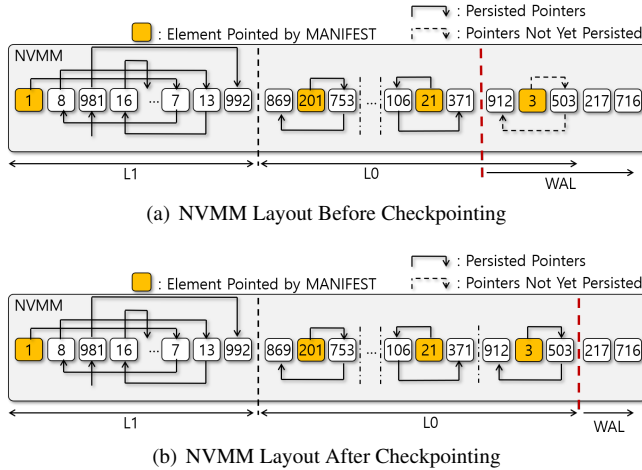 : Persisted Pointers
: Element Pointed by MANIFEST
: Pointers Not Yet Persisted
NVMM
1 8 981 16 ... 7 13 992 869 201 753 ... 106 21 371 912 3 503 217 716
L1 L0 WAL
(a) NVMM Layout Before Checkpointing
: Persisted Pointers
: Element Pointed by MANIFEST
: Pointers Not Yet Persisted
NVMM
1 8 981 16 ... 7 13 992 869 201 753 ... 106 21 371 912 3 503 217 716
L1 L0 WAL
(b) NVMM Layout After Checkpointing